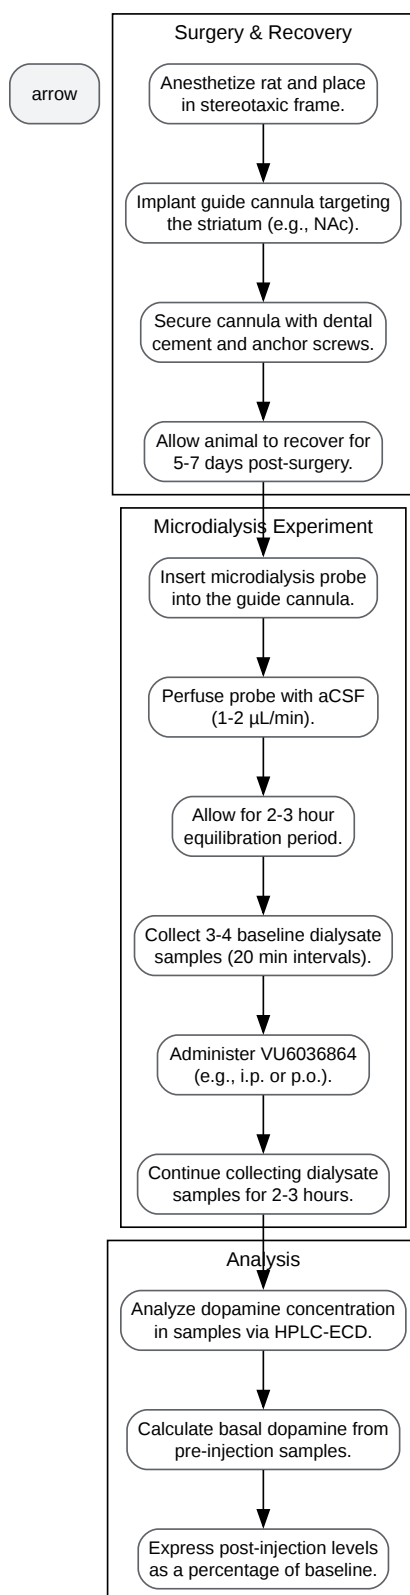 Surgery & Recovery
arrow
Anesthetize rat and place
in stereotaxic frame.
Implant guide cannula targeting
the striatum (e.g., NAc).
Secure cannula with dental
cement and anchor screws.
Allow animal to recover for
5-7 days post-surgery.
Microdialysis Experiment
Insert microdialysis probe
into the guide cannula.
Perfuse probe with aCSF
(1-2 µL/min).
Allow for 2-3 hour
equilibration period.
Collect 3-4 baseline dialysate
samples (20 min intervals).
Administer VU6036864
(e.g., i.p. or p.o.).
Continue collecting dialysate
samples for 2-3 hours.
Analysis
Analyze dopamine concentration
in samples via HPLC-ECD.
Calculate basal dopamine from
pre-injection samples.
Express post-injection levels
as a percentage of baseline.